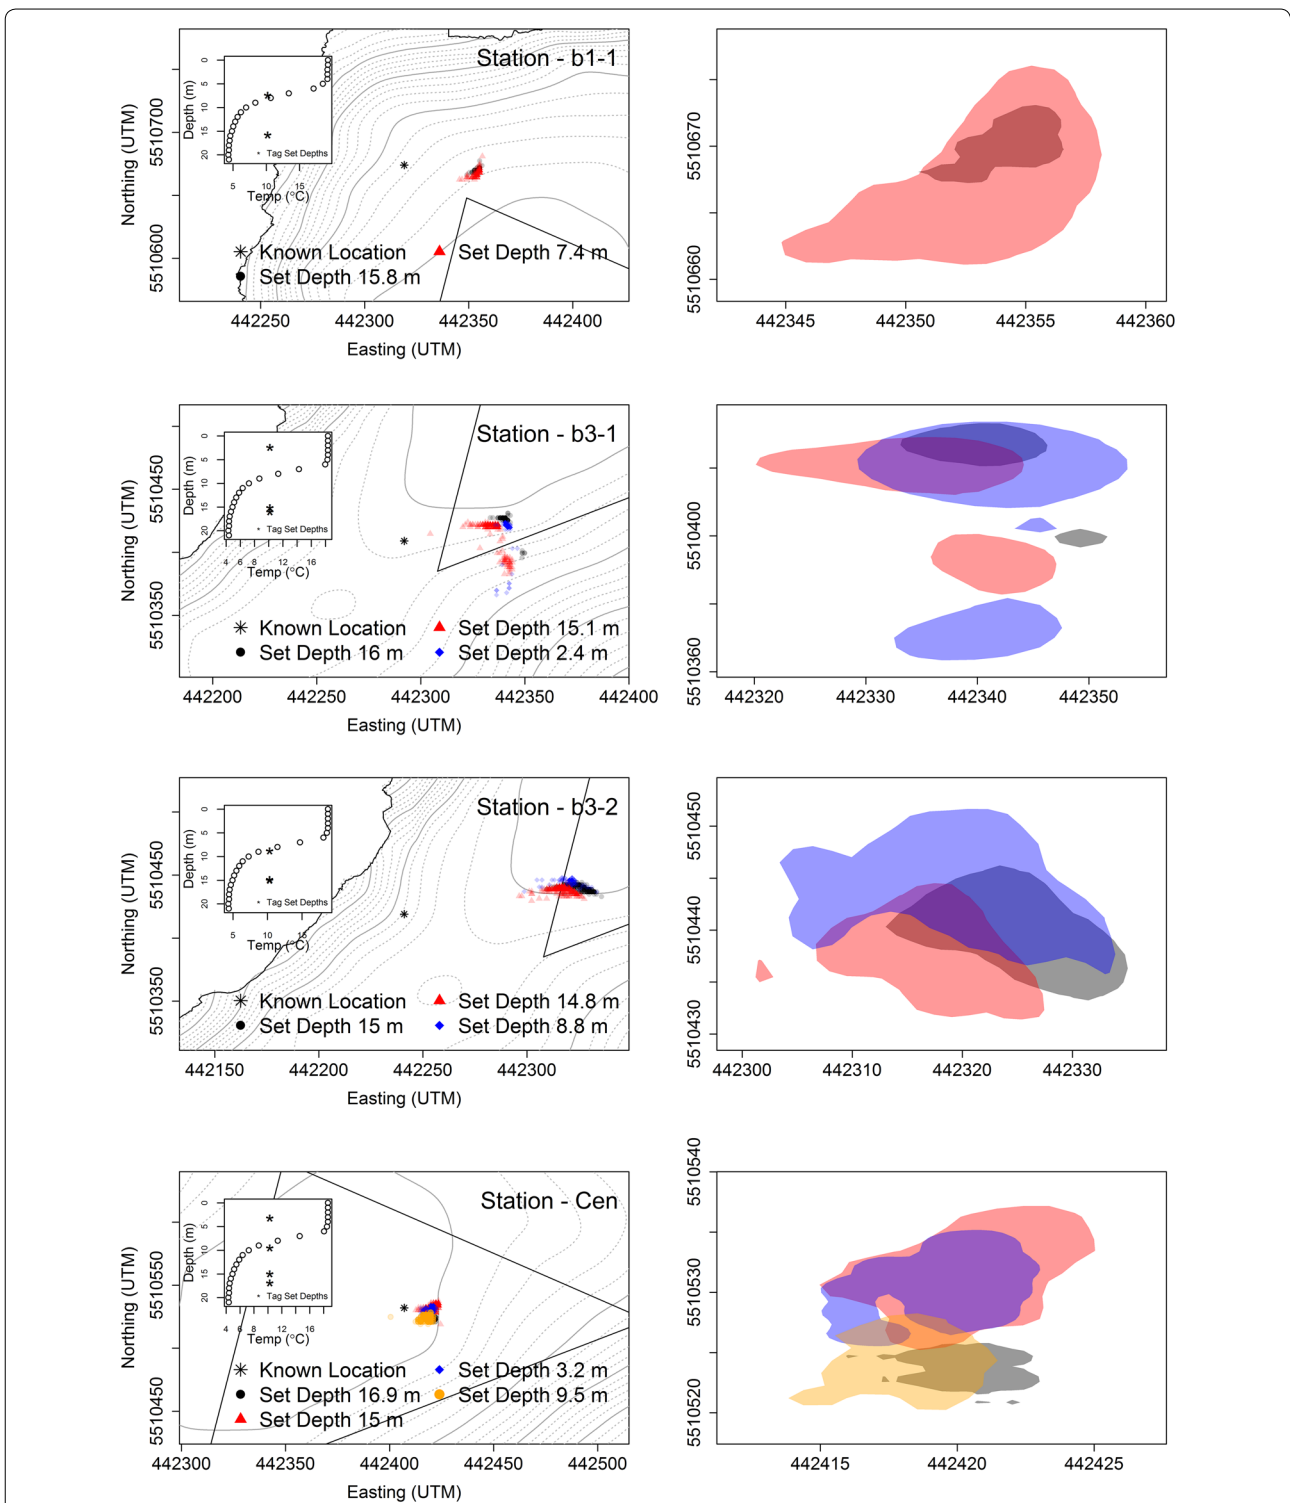 Station - b1-1
Northing (UTM)
5510600
5510700
Depth (m)
0
5
10
15
20
* Tag Set Depths
5 10 15
Temp (°C)
Known Location
Set Depth 7.4 m
Set Depth 15.8 m
442250 442300 442350 442400
Easting (UTM)
5510660
5510670
442345 442350 442355 442360
Station - b3-1
Northing (UTM)
5510350
5510450
Depth (m)
0
5
10
15
20
* Tag Set Depths
4 6 8 12 16
Temp (°C)
Known Location
Set Depth 15.1 m
Set Depth 16 m
Set Depth 2.4 m
442200 442250 442300 442350 442400
Easting (UTM)
5510360
5510400
442320 442330 442340 442350
Station - b3-2
Northing (UTM)
5510350
5510450
Depth (m)
0
5
10
15
20
* Tag Set Depths
5 10 15
Temp (°C)
Known Location
Set Depth 14.8 m
Set Depth 15 m
Set Depth 8.8 m
442150 442200 442250 442300
Easting (UTM)
5510430
5510440
5510450
442300 442310 442320 442330
Station - Cen
Northing (UTM)
5510450
5510550
Depth (m)
0
5
10
15
20
* Tag Set Depths
4 6 8 12 16
Temp (°C)
Known Location
Set Depth 3.2 m
Set Depth 16.9 m
Set Depth 9.5 m
Set Depth 15 m
442300 442350 442400 442450 442500
Easting (UTM)
5510520
5510530
5510540
442415 442420 442425